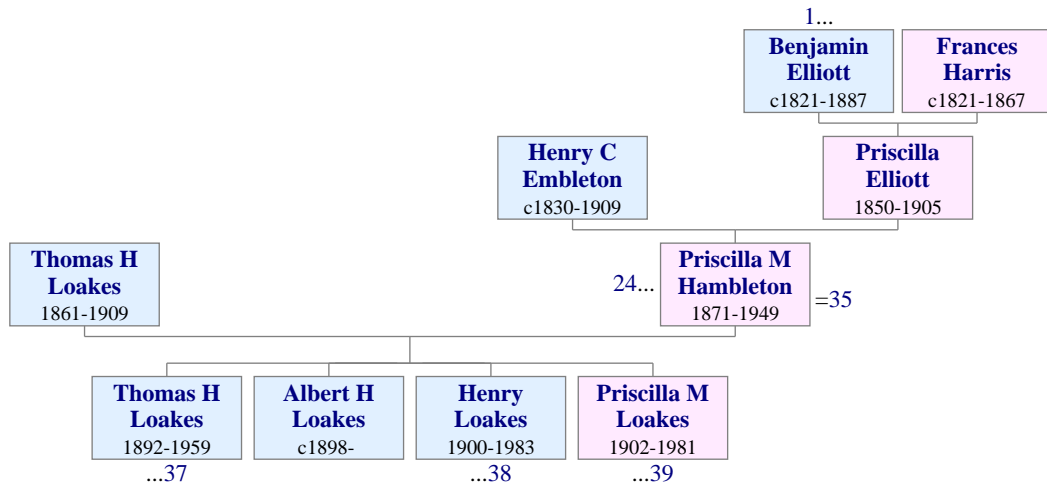 1...
Benjamin
Elliott
c1821-1887
Frances
Harris
c1821-1867
Henry C
Embleton
c1830-1909
Priscilla
Elliott
1850-1905
Thomas H
Loakes
1861-1909
24...
Priscilla M
Hambleton
1871-1949
=35
Thomas H
Loakes
1892-1959
...37
Albert H
Loakes
c1898-
Henry
Loakes
1900-1983
...38
Priscilla M
Loakes
1902-1981
...39